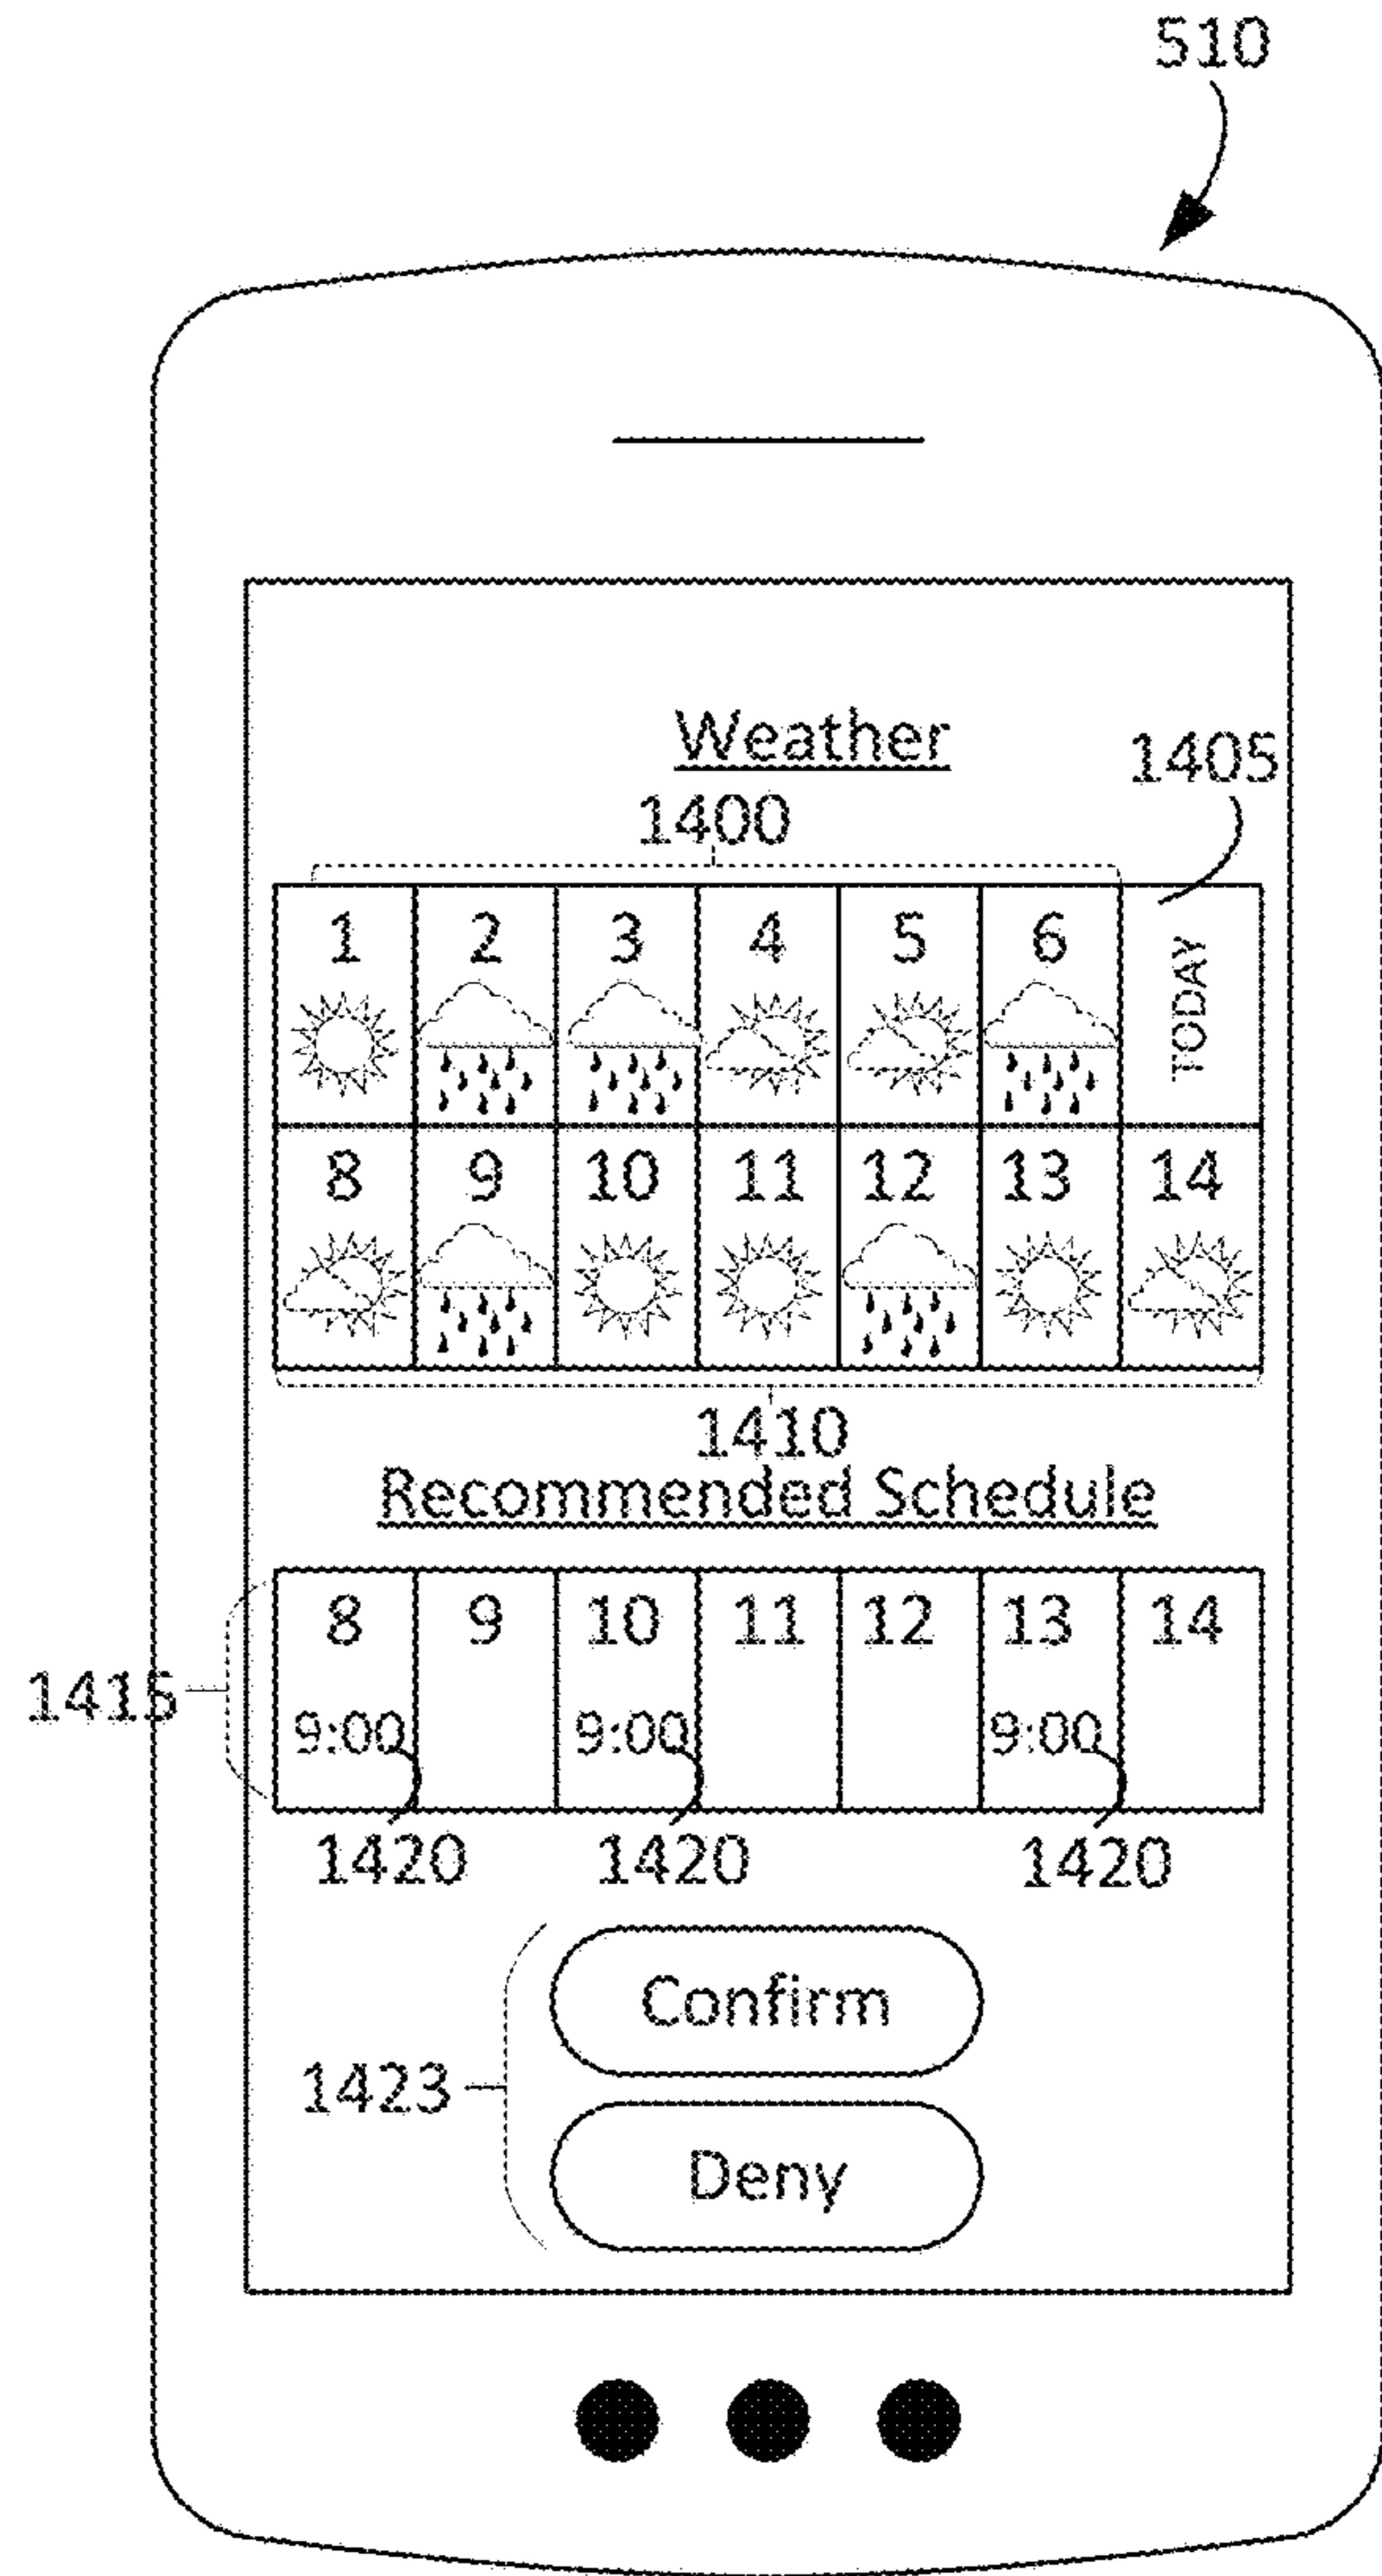 510
Weather
1405
1400
1 2 3 4 5 6 TODAY
8 9 10 11 12 13 14
1410
Recommended Schedule
8 9 10 11 12 13 14
1415
9:00 9:00 9:00
1420 1420 1420
Confirm
1423
Deny